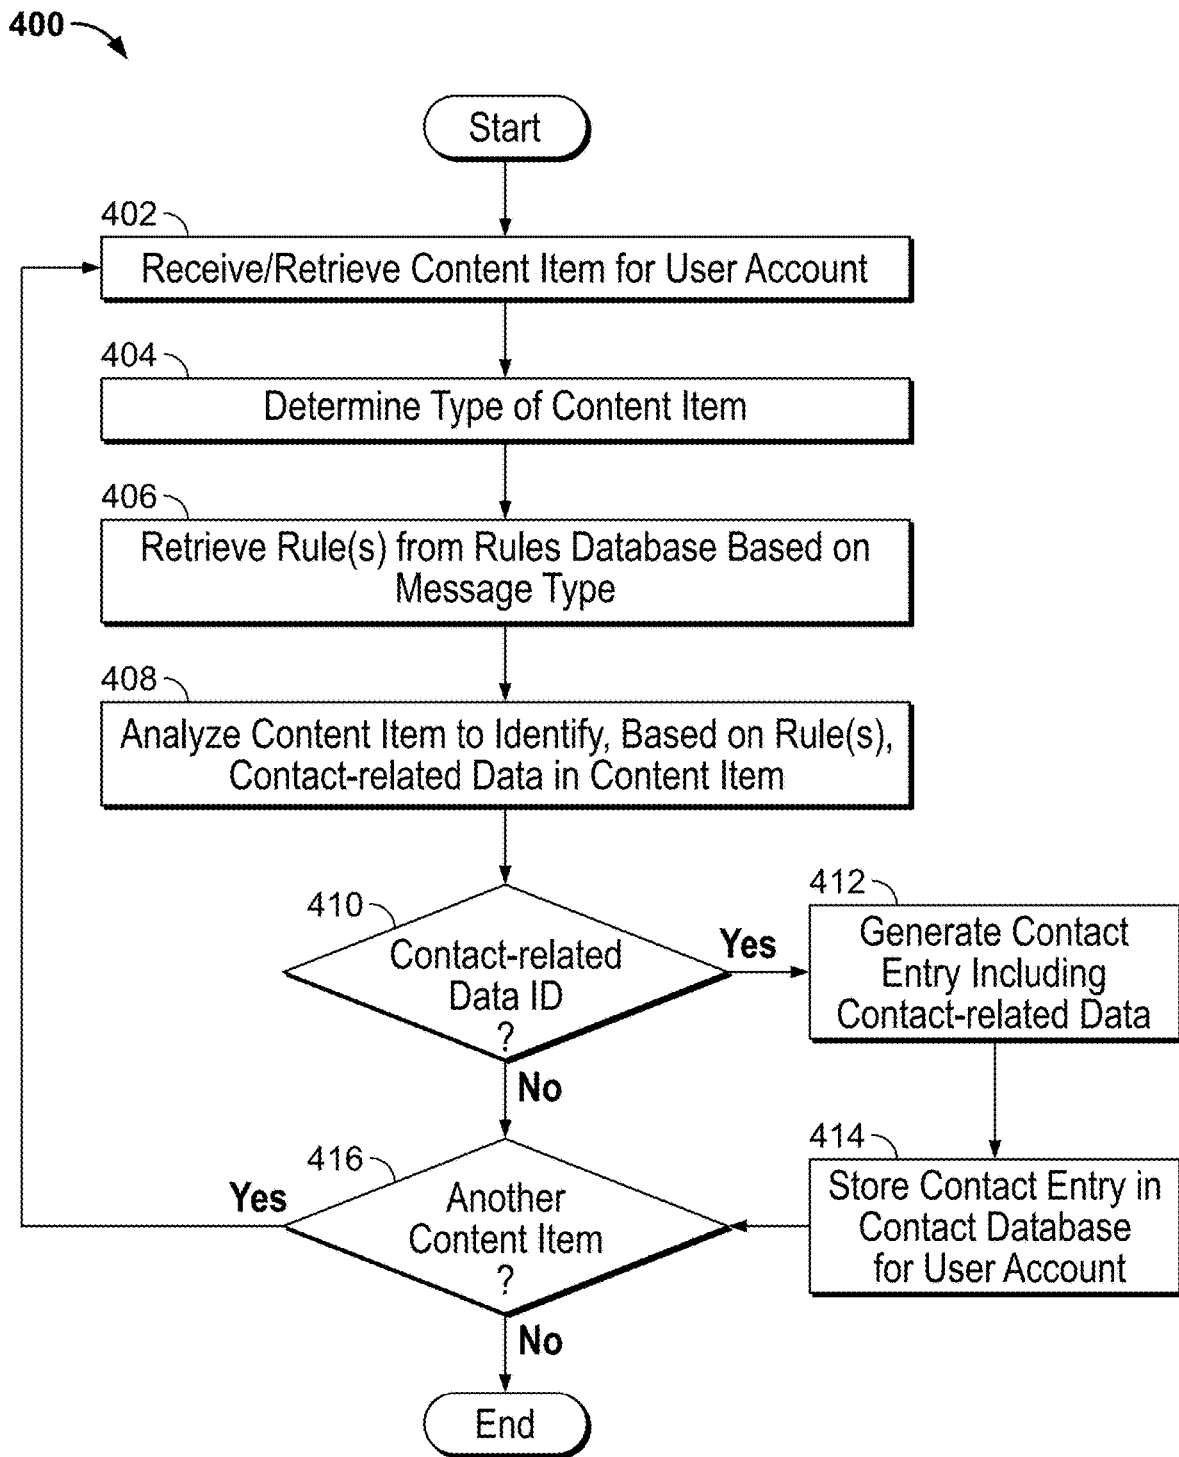 400
Start
402
Receive/Retrieve Content Item for User Account
404
Determine Type of Content Item
406
Retrieve Rule(s) from Rules Database Based on
Message Type
408
Analyze Content Item to Identify, Based on Rule(s),
Contact-related Data in Content Item
410
Contact-related
Data ID
?
Yes
No
412
Generate Contact
Entry Including
Contact-related Data
414
Store Contact Entry in
Contact Database
for User Account
416
Another
Content Item
?
Yes
No
End